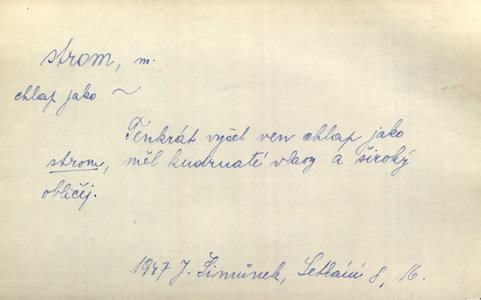 strom, m.
chlap jako ~
Tenkrát vyšel ven chlap jako
strom, měl kudrnaté vlasy a široký
obličej.
1947 J. Šimůnek, Setkání 8, 16.